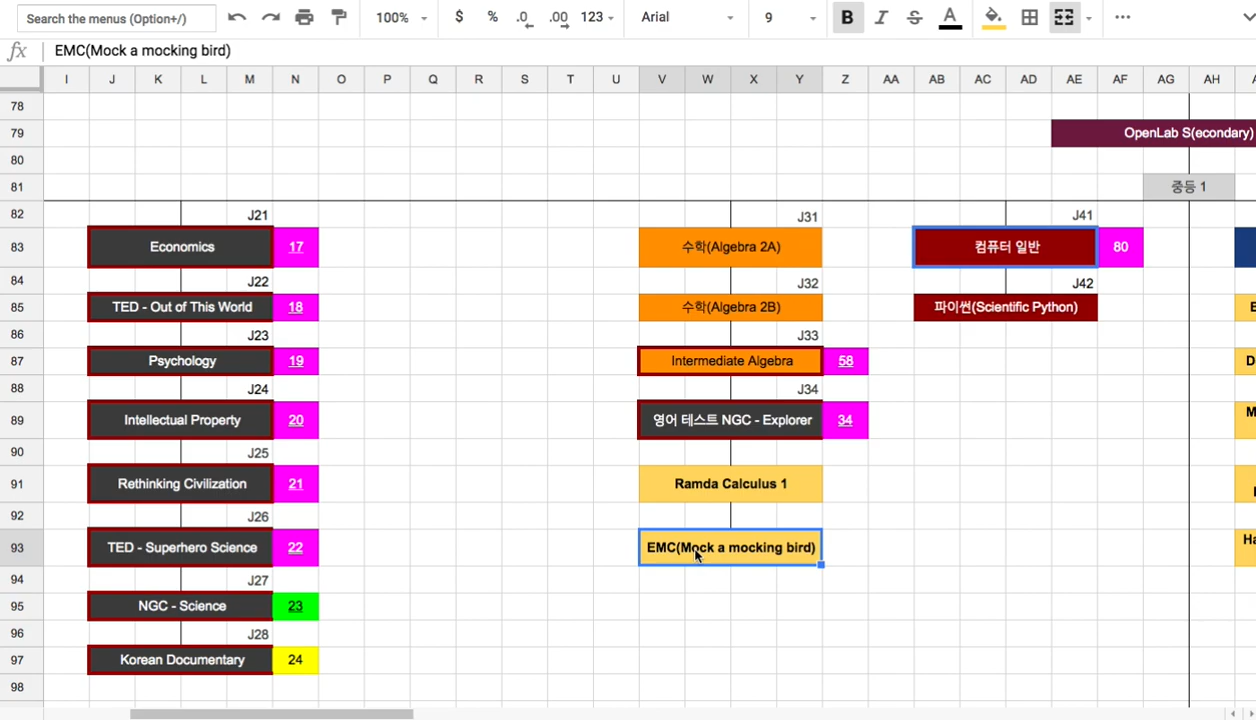 Search the menus (Option+/)
100%
$ % .0 .00 123
Arial
9
B I S A
fx EMC(Mock a mocking bird)
I J K L M N O P Q R S T U V W X Y Z AA AB AC AD AE AF AG AH
78
79 OpenLab S(econdary)
80
81 중등 1
82 J21 J31 J41
83 Economics 17 수학(Algebra 2A) 컴퓨터 일반 80
84 J22 J32 J42
85 TED - Out of This World 18 수학(Algebra 2B) 파이썬(Scientific Python)
86 J23 J33
87 Psychology 19 Intermediate Algebra 58
88 J24 J34
89 Intellectual Property 20 영어 테스트 NGC - Explorer 34
90 J25
91 Rethinking Civilization 21 Ramda Calculus 1
92 J26
93 TED - Superhero Science 22 EMC(Mock a mocking bird)
94 J27
95 NGC - Science 23
96 J28
97 Korean Documentary 24
98